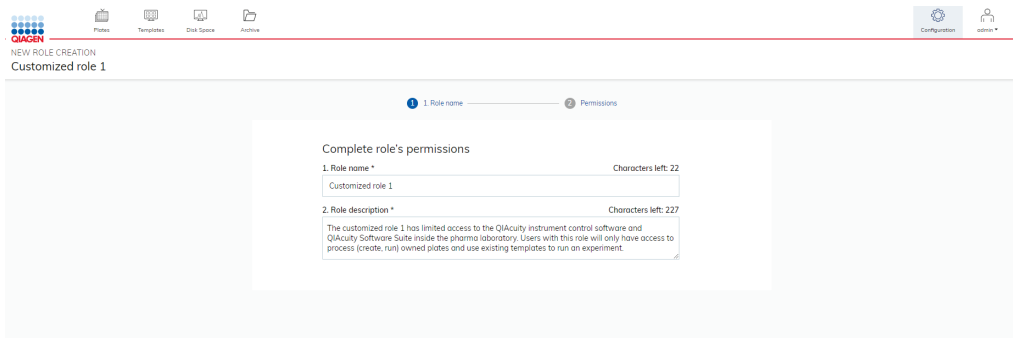 QIAGEN
Plates
Templates
Disk Space
Archive
Configuration
admin
NEW ROLE CREATION
Customized role 1
1 1. Role name
2 Permissions
Complete role's permissions
1. Role name * Characters left: 22
Customized role 1
2. Role description * Characters left: 227
The customized role 1 has limited access to the QIAcuity instrument control software and
QIAcuity Software Suite inside the pharma laboratory. Users with this role will only have access to
process (create, run) owned plates and use existing templates to run an experiment.